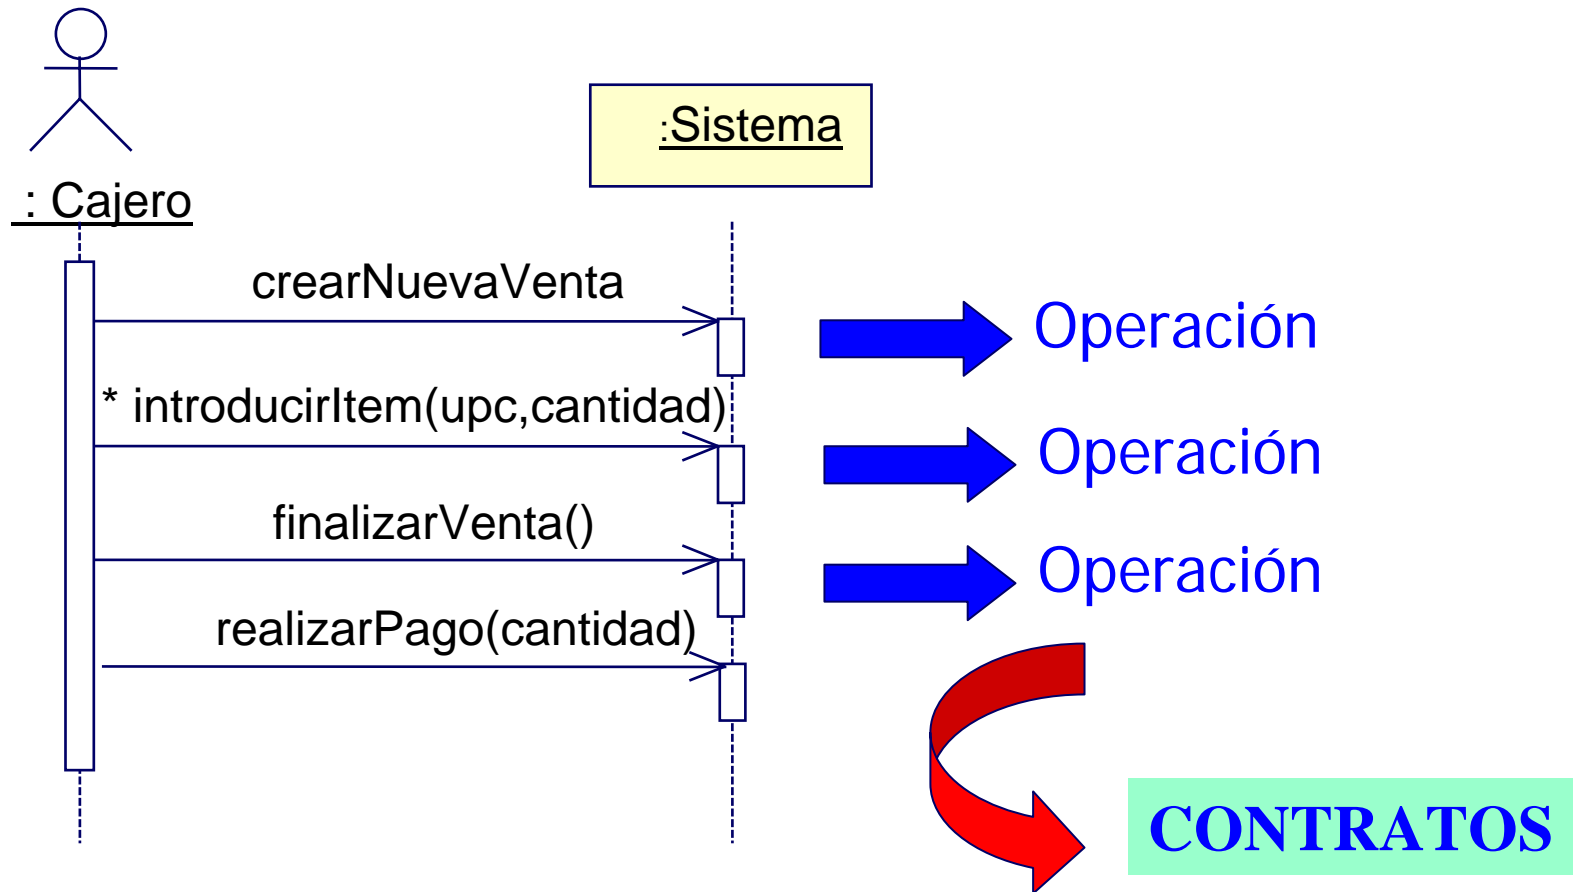 :Sistema
: Cajero
crearNuevaVenta
Operación
* introducirItem(upc,cantidad)
Operación
finalizarVenta()
Operación
realizarPago(cantidad)
CONTRATOS